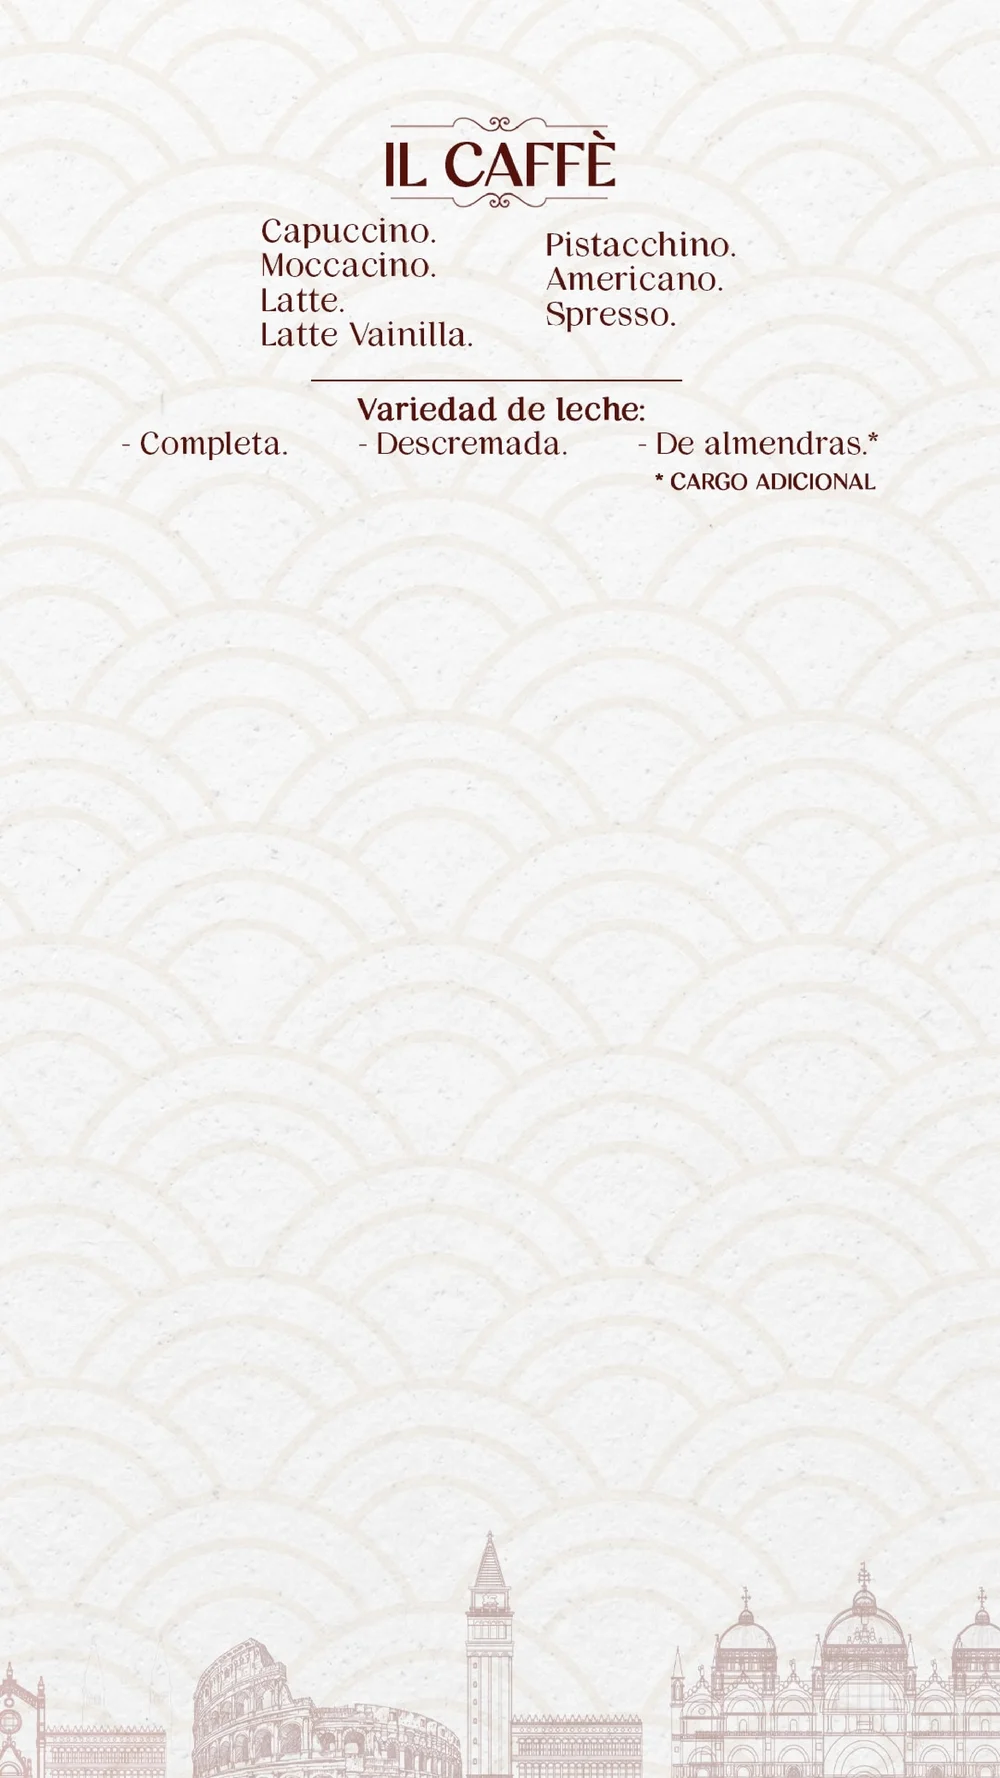 IL CAFFÈ
Capuccino.
Moccacino.
Latte.
Latte Vainilla.
Pistacchino.
Americano.
Spresso.
Variedad de leche:
- Completa. - Descremada. - De almendras.*
* CARGO ADICIONAL